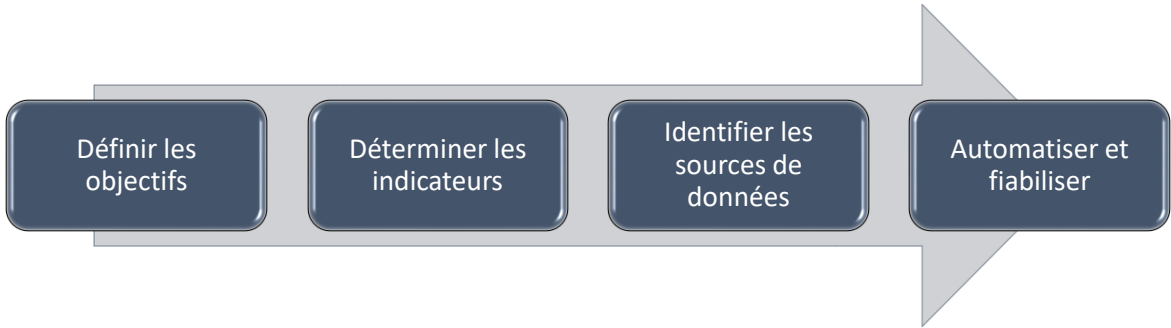 Définir les
objectifs
Déterminer les
indicateurs
Identifier les
sources de
données
Automatiser et
fiabiliser